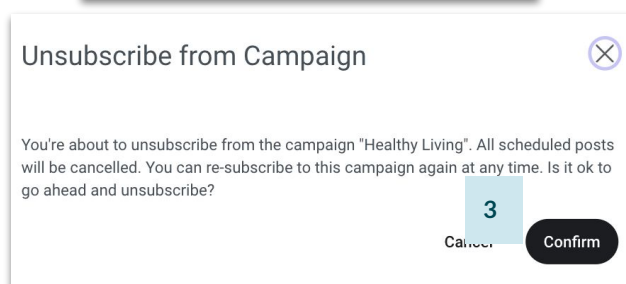 Unsubscribe from Campaign
You're about to unsubscribe from the campaign "Healthy Living". All scheduled posts
will be cancelled. You can re-subscribe to this campaign again at any time. Is it ok to
go ahead and unsubscribe?
3
Cancel Confirm